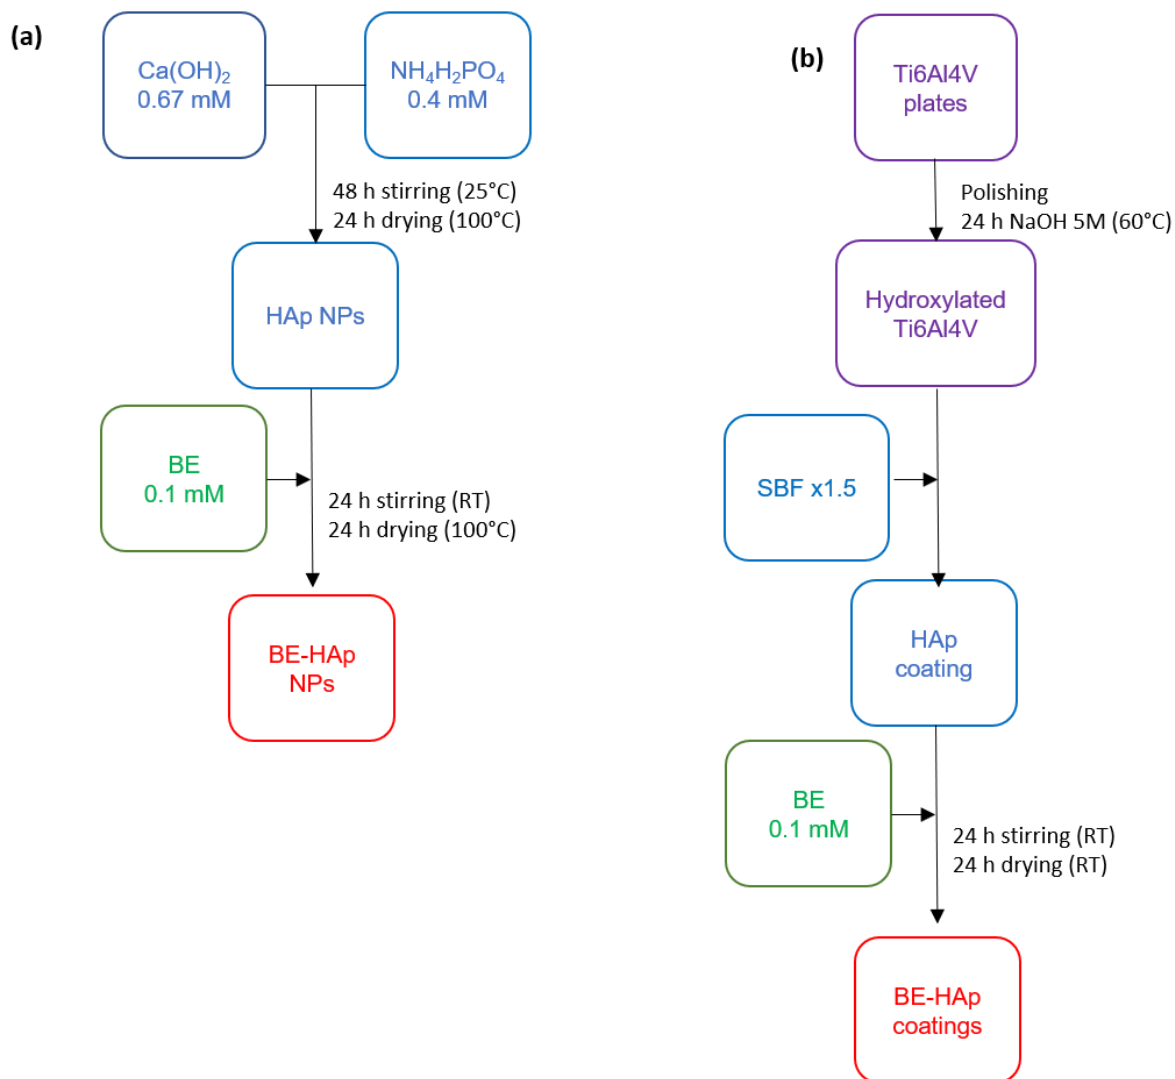 (a)
Ca(OH)₂
0.67 mM
NH₄H₂PO₄
0.4 mM
48 h stirring (25°C)
24 h drying (100°C)
HAp NPs
BE
0.1 mM
24 h stirring (RT)
24 h drying (100°C)
BE-HAp
NPs
(b)
Ti6Al4V
plates
Polishing
24 h NaOH 5M (60°C)
Hydroxylated
Ti6Al4V
SBF x1.5
HAp
coating
BE
0.1 mM
24 h stirring (RT)
24 h drying (RT)
BE-HAp
coatings